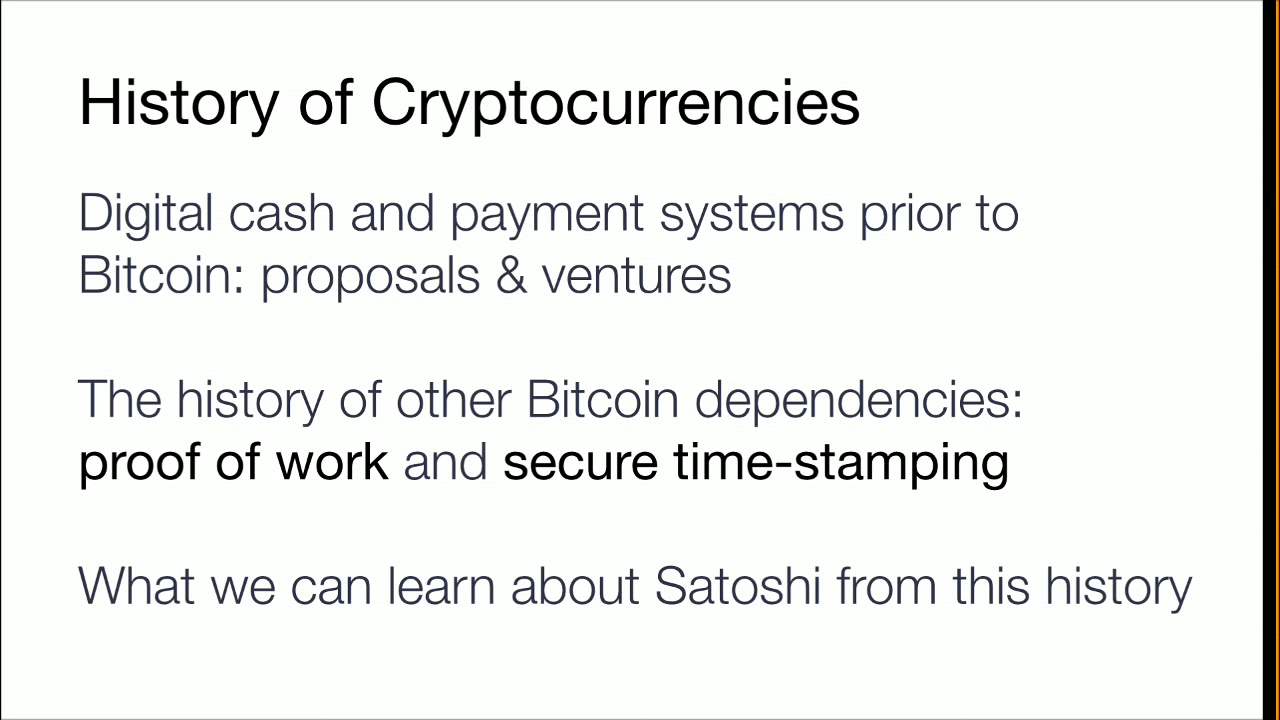 History of Cryptocurrencies
Digital cash and payment systems prior to
Bitcoin: proposals & ventures
The history of other Bitcoin dependencies:
proof of work and secure time-stamping
What we can learn about Satoshi from this history